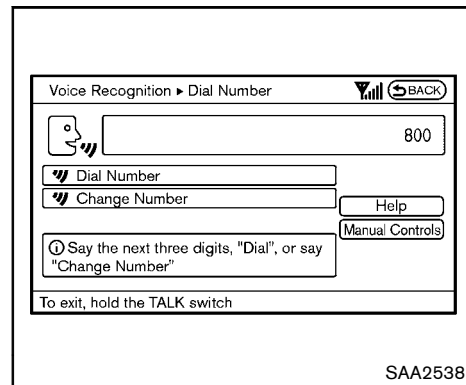 Voice Recognition ▸ Dial Number
BACK
800
Dial Number
Change Number
Help
Manual Controls
Say the next three digits, "Dial", or say
"Change Number"
To exit, hold the TALK switch
SAA2538